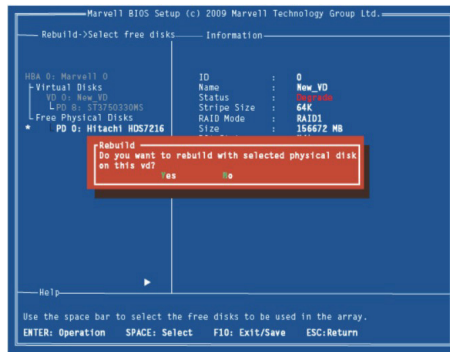 Marvell BIOS Setup (c) 2009 Marvell Technology Group Ltd.
Rebuild->Select free disks
Information
HBA 0: Marvell 0
Virtual Disks
VD 0: New_VD
PD 8: ST3750330NS
Free Physical Disks
* PD 0: Hitachi HDS7216
ID : 0
Name : New_VD
Status : Degrade
Stripe Size : 64K
RAID Mode : RAID1
Size : 156672 MB
Rebuild
Do you want to rebuild with selected physical disk
on this vd?
Yes No
Help
Use the space bar to select the free disks to be used in the array.
ENTER: Operation SPACE: Select F10: Exit/Save ESC:Return